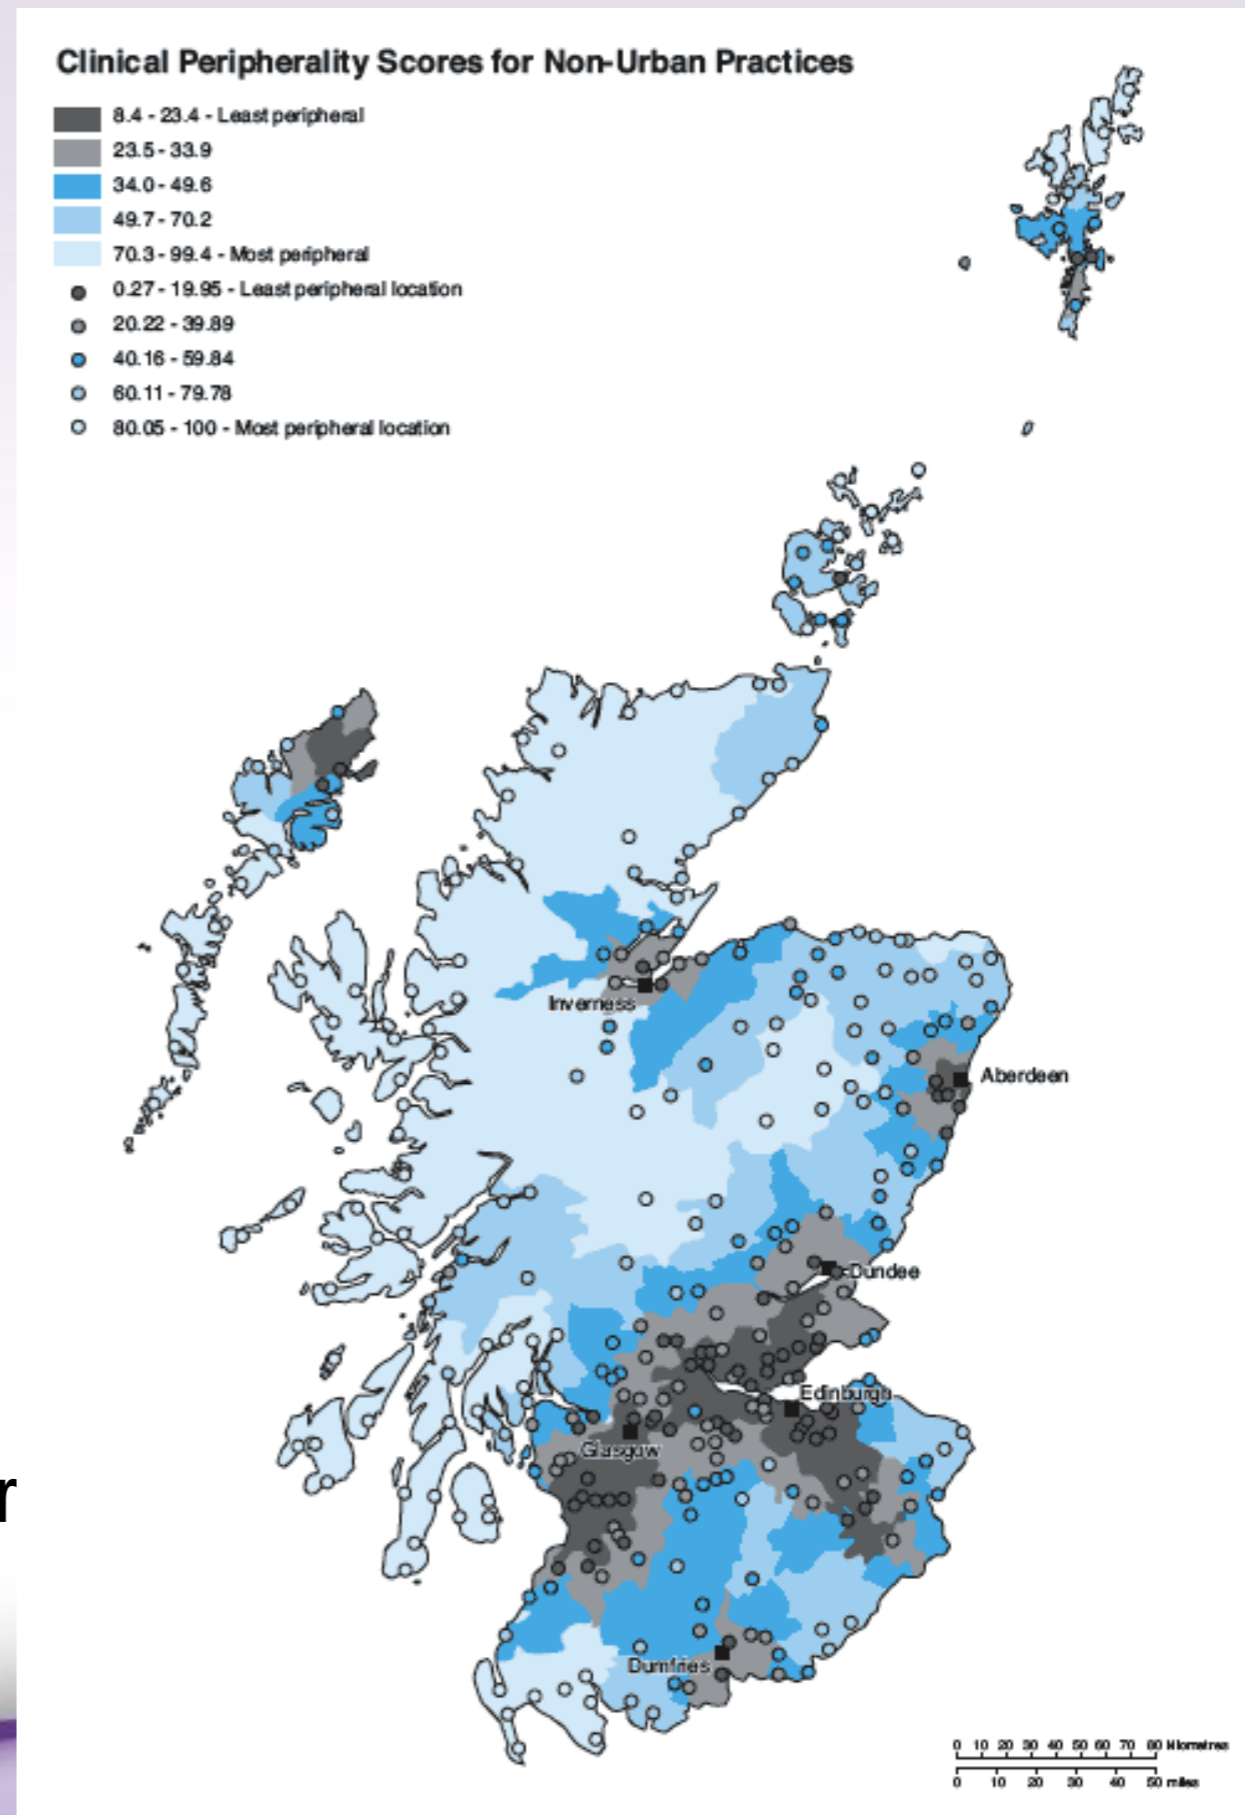 Clinical Peripherality Scores for Non-Urban Practices
8.4 - 23.4 - Least peripheral
23.5 - 33.9
34.0 - 49.6
49.7 - 70.2
70.3 - 99.4 - Most peripheral
0.27 - 19.95 - Least peripheral location
20.22 - 39.89
40.16 - 59.84
60.11 - 79.78
80.05 - 100 - Most peripheral location
Inverness
Aberdeen
Dundee
Edinburgh
Glasgow
r
Dumfries
0 10 20 30 40 50 60 70 80 kilometres
0 10 20 30 40 50 miles